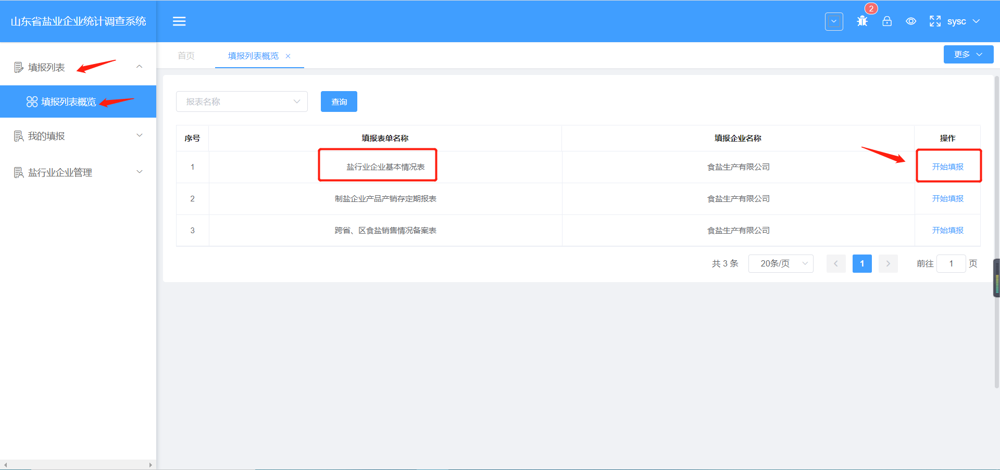 山东省盐业企业统计调查系统
2
sysc
填报列表
填报列表概览
我的填报
盐行业企业管理
首页
填报列表概览
更多
报表名称
查询
序号 填报表单名称 填报企业名称 操作
1 盐行业企业基本情况表 食盐生产有限公司 开始填报
2 制盐企业产品产销存定期报表 食盐生产有限公司 开始填报
3 跨省、区食盐销售情况备案表 食盐生产有限公司 开始填报
共 3 条 20条/页 1 前往 1 页